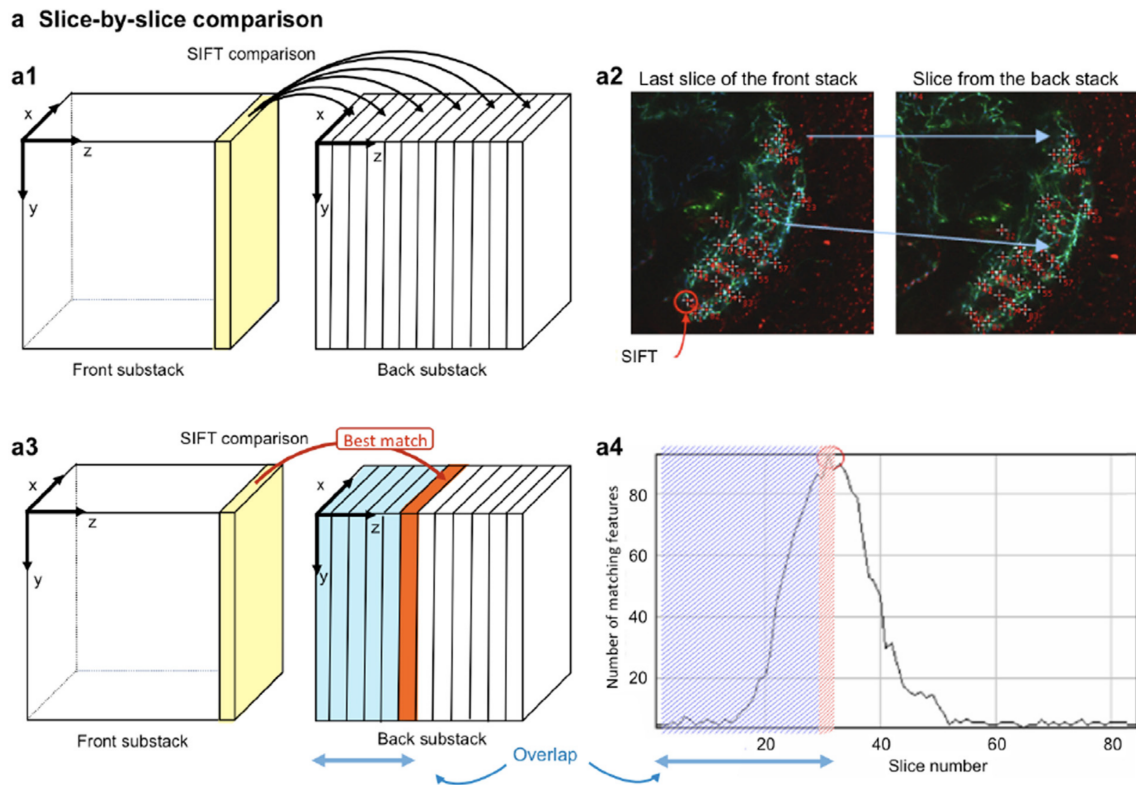 a Slice-by-slice comparison
SIFT comparison
a1
x
z
y
Front substack
x
z
y
Back substack
a2
Last slice of the front stack
Slice from the back stack
SIFT
a3
SIFT comparison
Best match
x
z
y
Front substack
x
z
y
Back substack
Overlap
a4
Number of matching features
80
60
40
20
20
40
60
80
Slice number